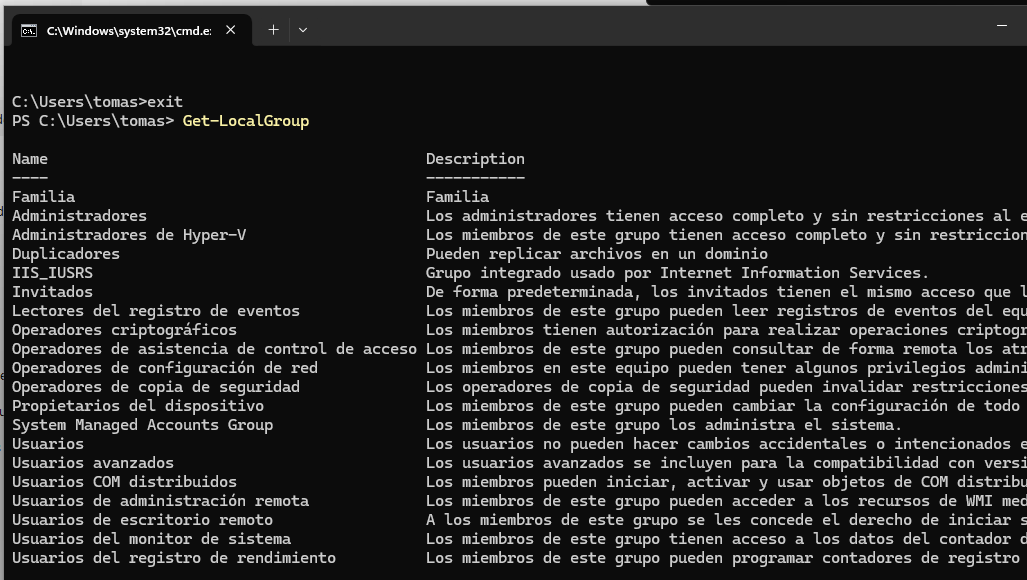 C:\Windows\system32\cmd.e
C:\Users\tomas>exit
PS C:\Users\tomas> Get-LocalGroup
Name Description
---- -----------
Familia Familia
Administradores Los administradores tienen acceso completo y sin restricciones al e
Administradores de Hyper-V Los miembros de este grupo tienen acceso completo y sin restriccion
Duplicadores Pueden replicar archivos en un dominio
IIS_IUSRS Grupo integrado usado por Internet Information Services.
Invitados De forma predeterminada, los invitados tienen el mismo acceso que l
Lectores del registro de eventos Los miembros de este grupo pueden leer registros de eventos del equ
Operadores criptográficos Los miembros tienen autorización para realizar operaciones criptogr
Operadores de asistencia de control de acceso Los miembros de este grupo pueden consultar de forma remota los atr
Operadores de configuración de red Los miembros en este equipo pueden tener algunos privilegios admini
Operadores de copia de seguridad Los operadores de copia de seguridad pueden invalidar restricciones
Propietarios del dispositivo Los miembros de este grupo pueden cambiar la configuración de todo
System Managed Accounts Group Los miembros de este grupo los administra el sistema.
Usuarios Los usuarios no pueden hacer cambios accidentales o intencionados e
Usuarios avanzados Los usuarios avanzados se incluyen para la compatibilidad con versi
Usuarios COM distribuidos Los miembros pueden iniciar, activar y usar objetos de COM distribu
Usuarios de administración remota Los miembros de este grupo pueden acceder a los recursos de WMI med
Usuarios de escritorio remoto A los miembros de este grupo se les concede el derecho de iniciar s
Usuarios del monitor de sistema Los miembros de este grupo tienen acceso a los datos del contador d
Usuarios del registro de rendimiento Los miembros de este grupo pueden programar contadores de registro